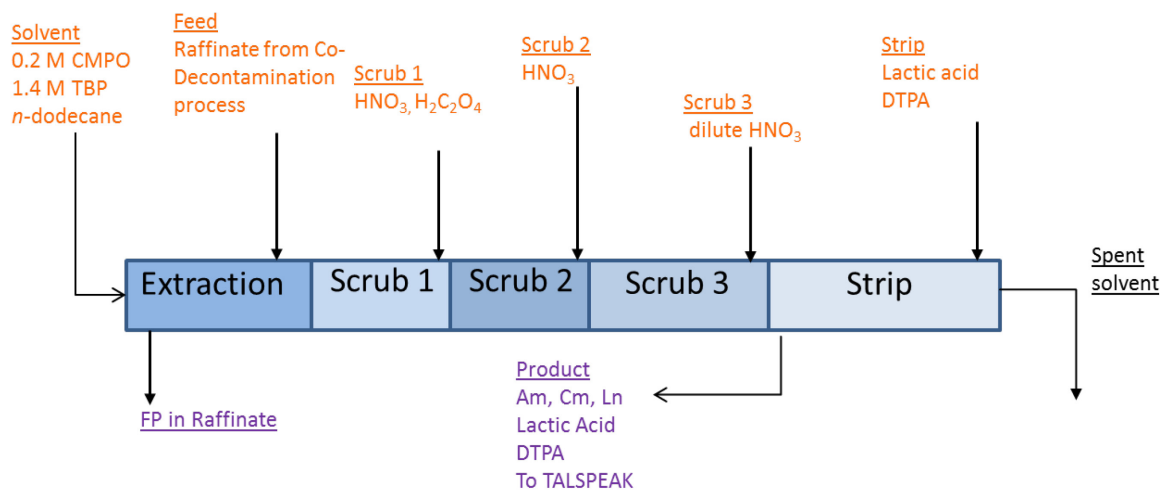 Solvent
0.2 M CMPO
1.4 M TBP
n-dodecane
Feed
Raffinate from Co-
Decontamination
process
Scrub 1
HNO₃, H₂C₂O₄
Scrub 2
HNO₃
Scrub 3
dilute HNO₃
Strip
Lactic acid
DTPA
Extraction
Scrub 1
Scrub 2
Scrub 3
Strip
Spent
solvent
FP in Raffinate
Product
Am, Cm, Ln
Lactic Acid
DTPA
To TALSPEAK